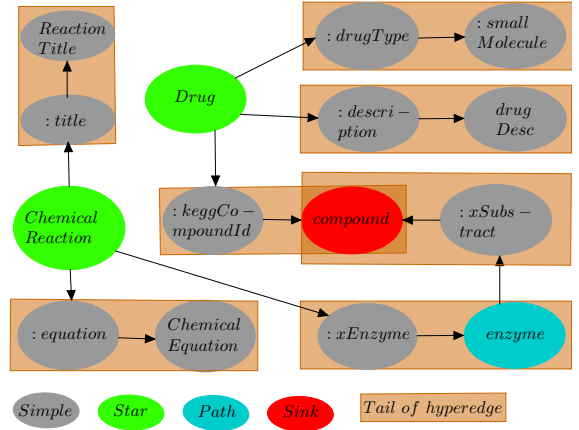 Reaction
Title
: title
Drug
: drugType
: small
Molecule
: descri-
ption
drug
Desc
Chemical
Reaction
: keggCo-
mpoundId
compound
: xSubs-
tract
: equation
Chemical
Equation
: xEnzyme
enzyme
Simple
Star
Path
Sink
Tail of hyperedge